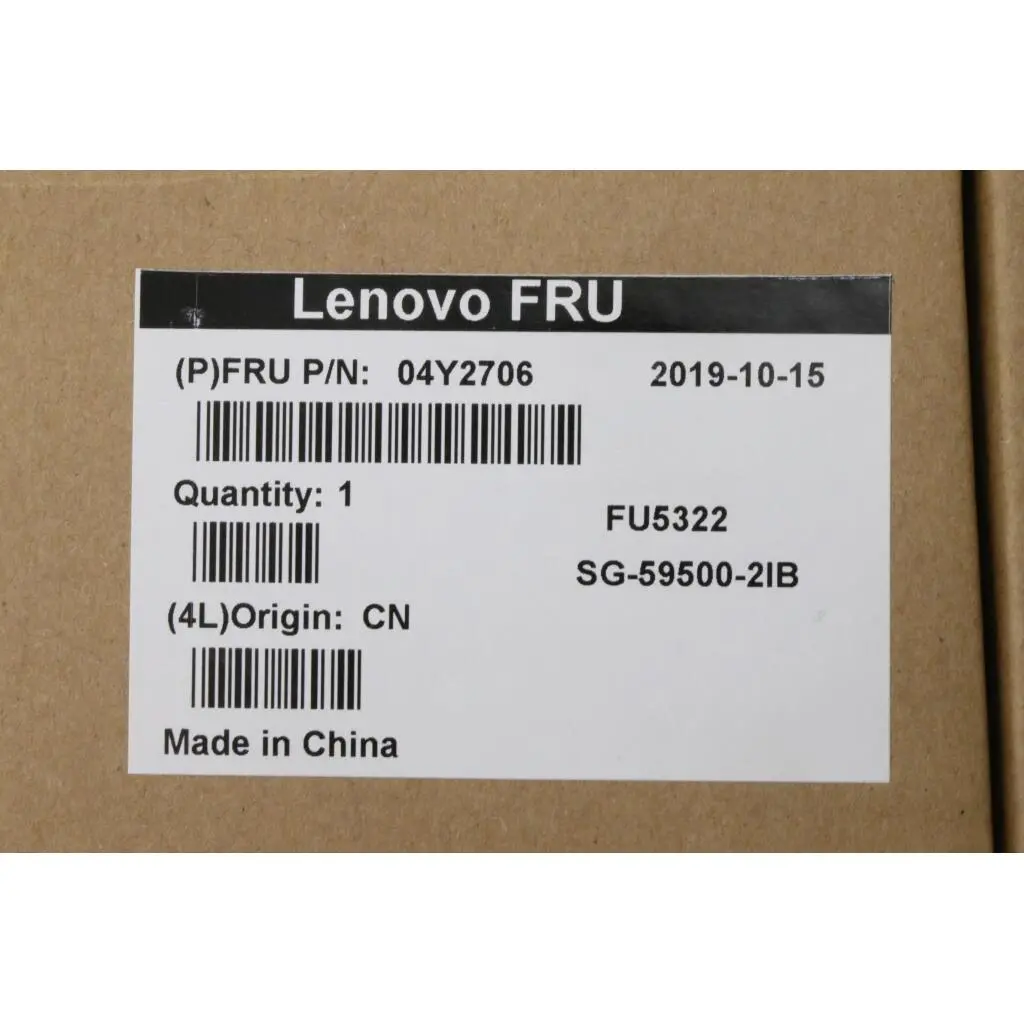 Lenovo FRU
(P)FRU P/N: 04Y2706 2019-10-15
Quantity: 1
FU5322
SG-59500-2IB
(4L)Origin: CN
Made in China